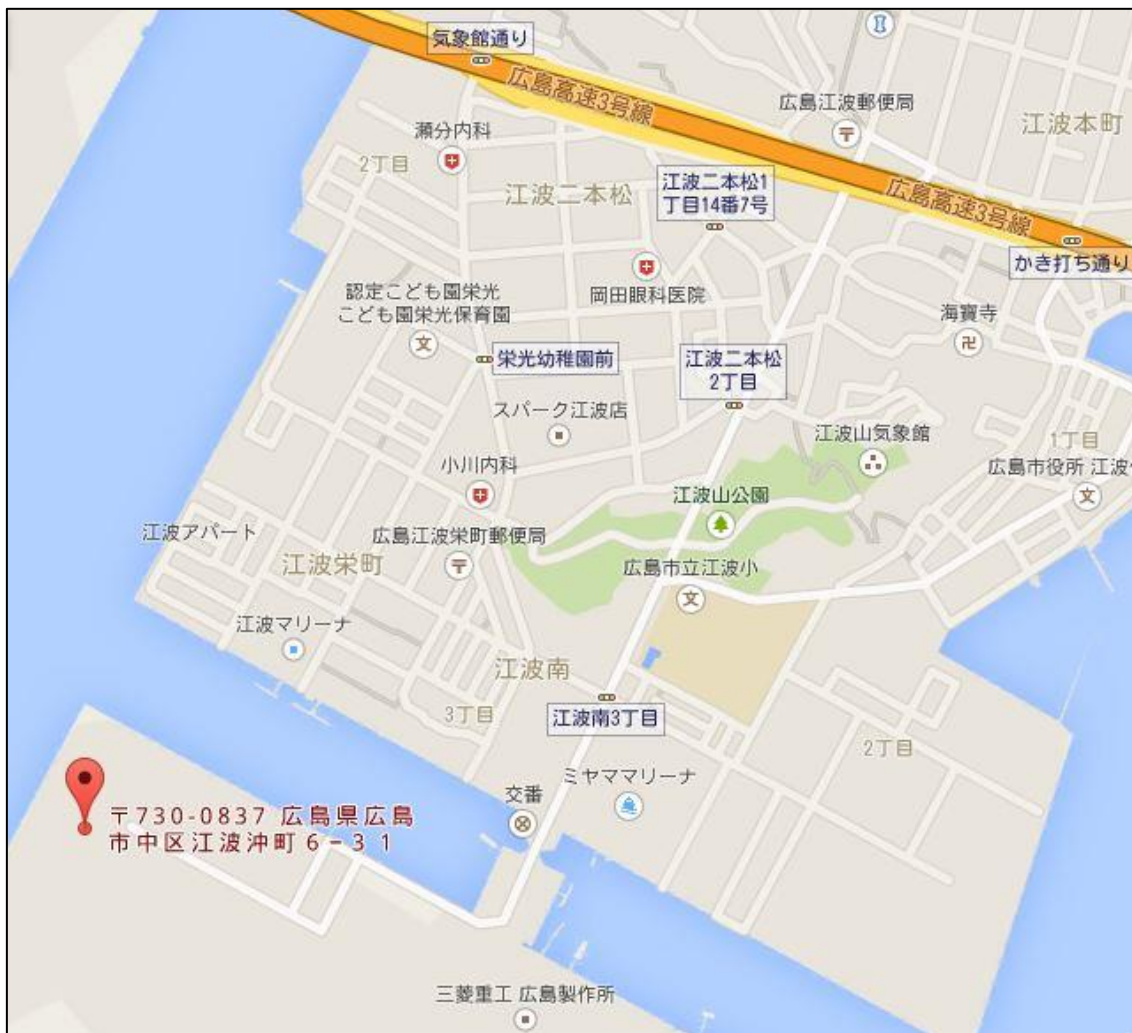 気象館通り
広島高速3号線
広島江波郵便局
江波本町
瀬分内科
2丁目
江波二本松
江波二本松1
丁目14番7号
広島高速3号線
かき打ち通り
岡田眼科医院
認定こども園栄光
こども園栄光保育園
海寶寺
栄光幼稚園前
江波二本松
2丁目
スパーク江波店
江波山気象館
1丁目
小川内科
広島市役所 江波
江波山公園
江波アパート
広島江波栄町郵便局
江波栄町
広島市立江波小
江波マリーナ
江波南
3丁目
江波南3丁目
2丁目
ミヤママリーナ
交番
〒730-0837 広島県広島
市中区江波沖町6-31
三菱重工 広島製作所